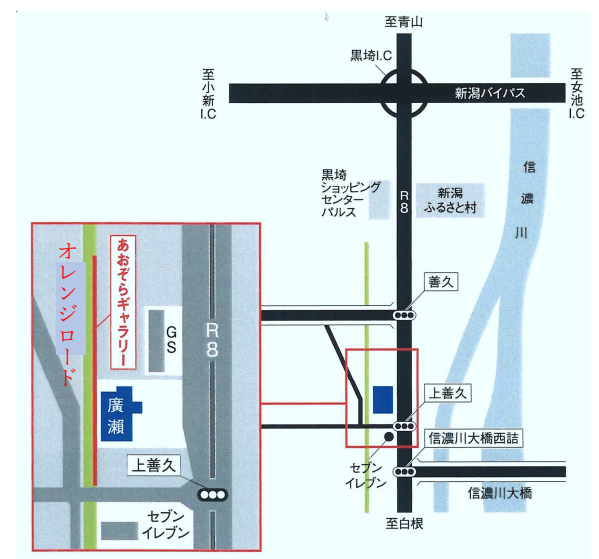 至青山
黒埼I.C
至小新I.C
新潟バイパス
至女池I.C
信濃川
黒埼
ショッピング
センター
パルス
R8
新潟
ふるさと村
善久
上善久
信濃川大橋西詰
セブン
イレブン
信濃川大橋
至白根
オレンジロード
あおぞらギャラリー
GS
R8
廣瀬
上善久
セブン
イレブン